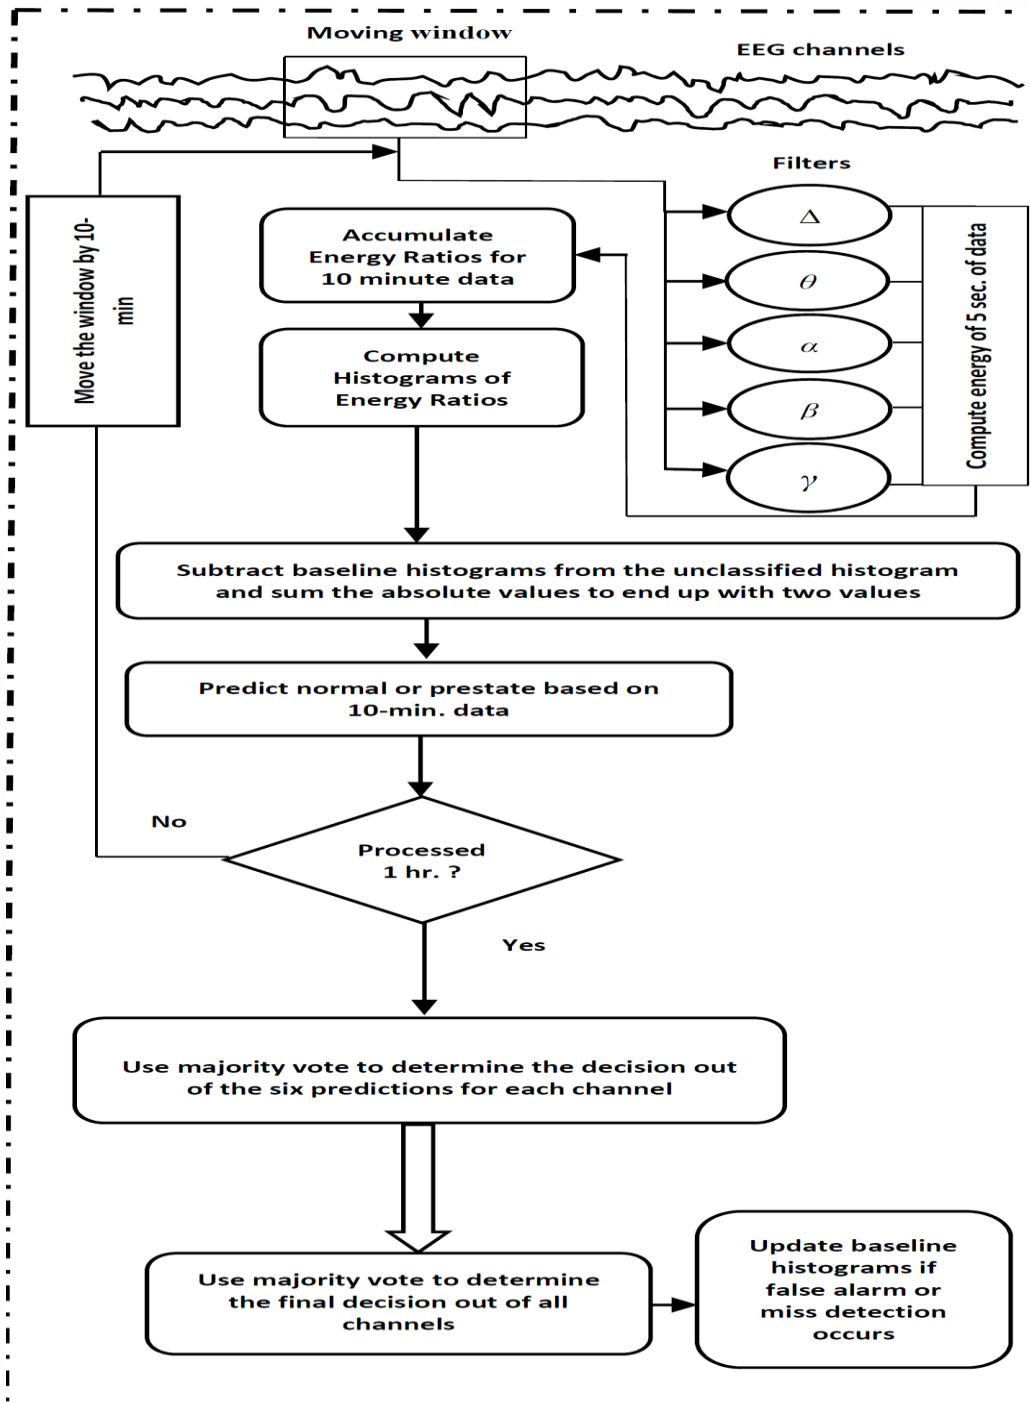 Moving window
EEG channels
Filters
Δ
θ
α
β
γ
Compute energy of 5 sec. of data
Move the window by 10-
min
Accumulate
Energy Ratios for
10 minute data
Compute
Histograms of
Energy Ratios
Subtract baseline histograms from the unclassified histogram
and sum the absolute values to end up with two values
Predict normal or prestate based on
10-min. data
No
Processed
1 hr. ?
Yes
Use majority vote to determine the decision out
of the six predictions for each channel
Use majority vote to determine
the final decision out of all
channels
Update baseline
histograms if
false alarm or
miss detection
occurs